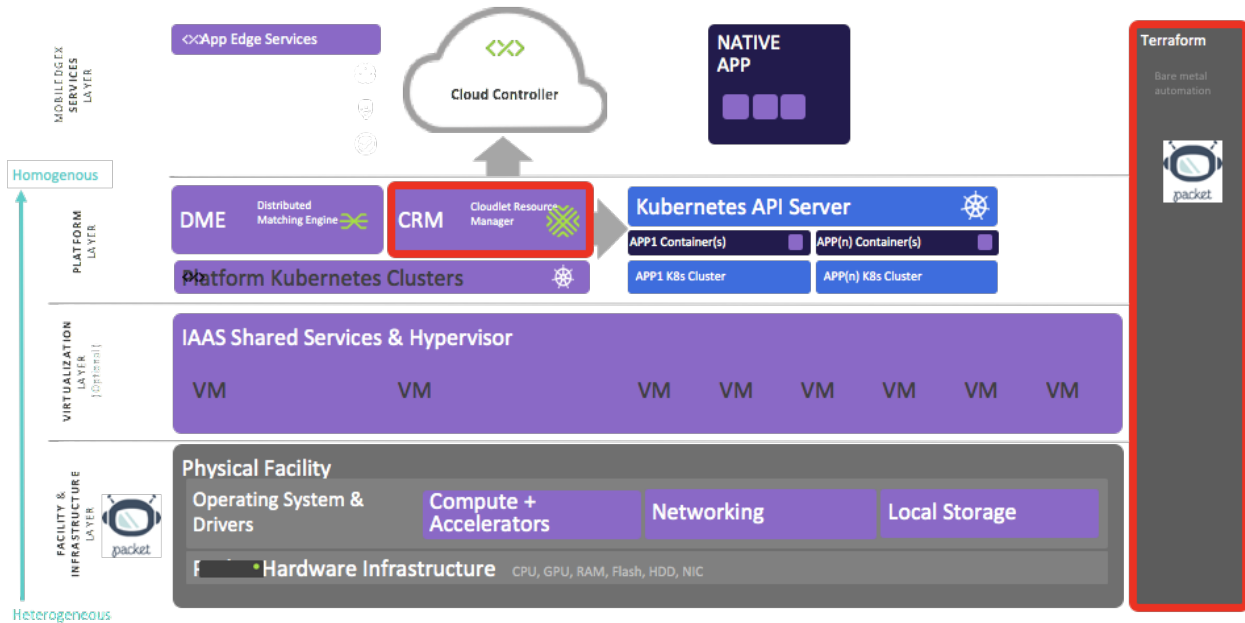 <X>App Edge Services
Cloud Controller
NATIVE
APP
Terraform
Bare metal
automation
packet
MOBILEDGEX
SERVICES
LAYER
Homogenous
PLATFORM
LAYER
DME
Distributed
Matching Engine
CRM
Cloudlet Resource
Manager
Kubernetes API Server
APP1 Container(s)
APP(n) Container(s)
Platform Kubernetes Clusters
APP1 K8s Cluster
APP(n) K8s Cluster
VIRTUALIZATION
LAYER
(Optional)
IAAS Shared Services & Hypervisor
VM VM VM VM VM VM VM VM
FACILITY &
INFRASTRUCTURE
LAYER
packet
Physical Facility
Operating System &
Drivers
Compute +
Accelerators
Networking
Local Storage
Hardware Infrastructure
CPU, GPU, RAM, Flash, HDD, NIC
Heterogeneous